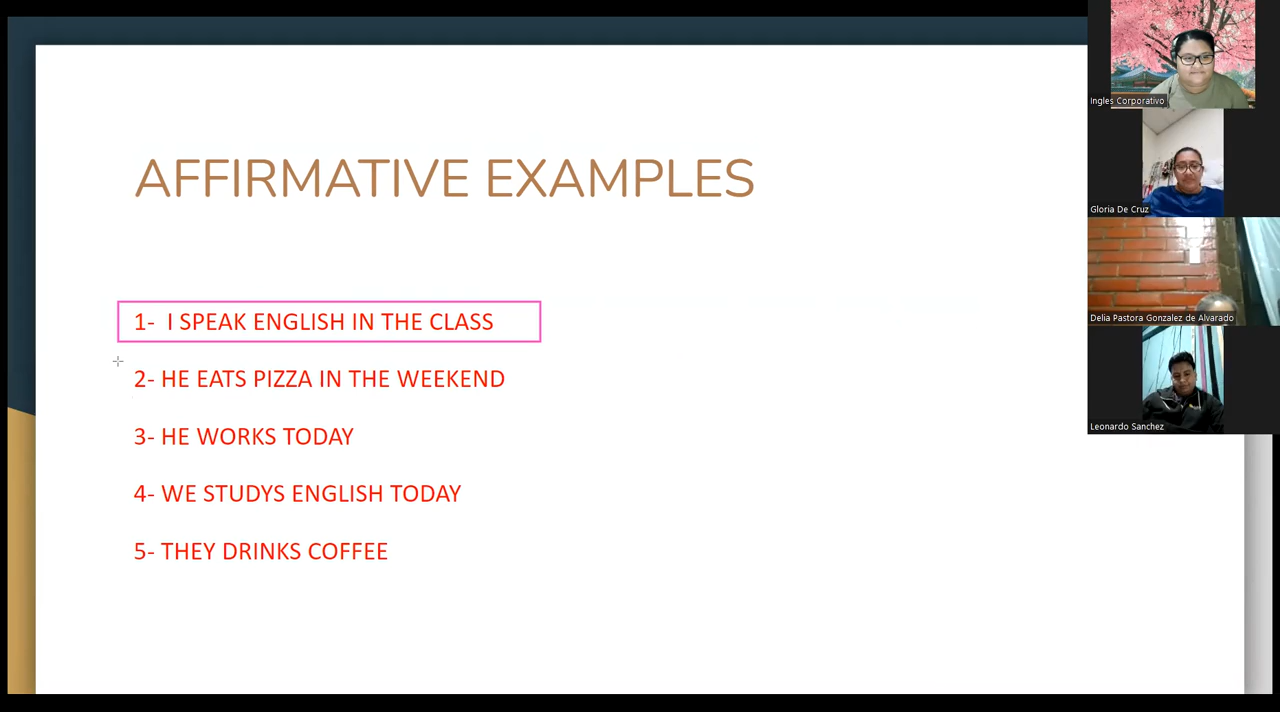 AFFIRMATIVE EXAMPLES
1- I SPEAK ENGLISH IN THE CLASS
2- HE EATS PIZZA IN THE WEEKEND
3- HE WORKS TODAY
4- WE STUDYS ENGLISH TODAY
5- THEY DRINKS COFFEE
Ingles Corporativo
Gloria De Cruz
Delia Pastora Gonzalez de Alvarado
Leonardo Sanchez